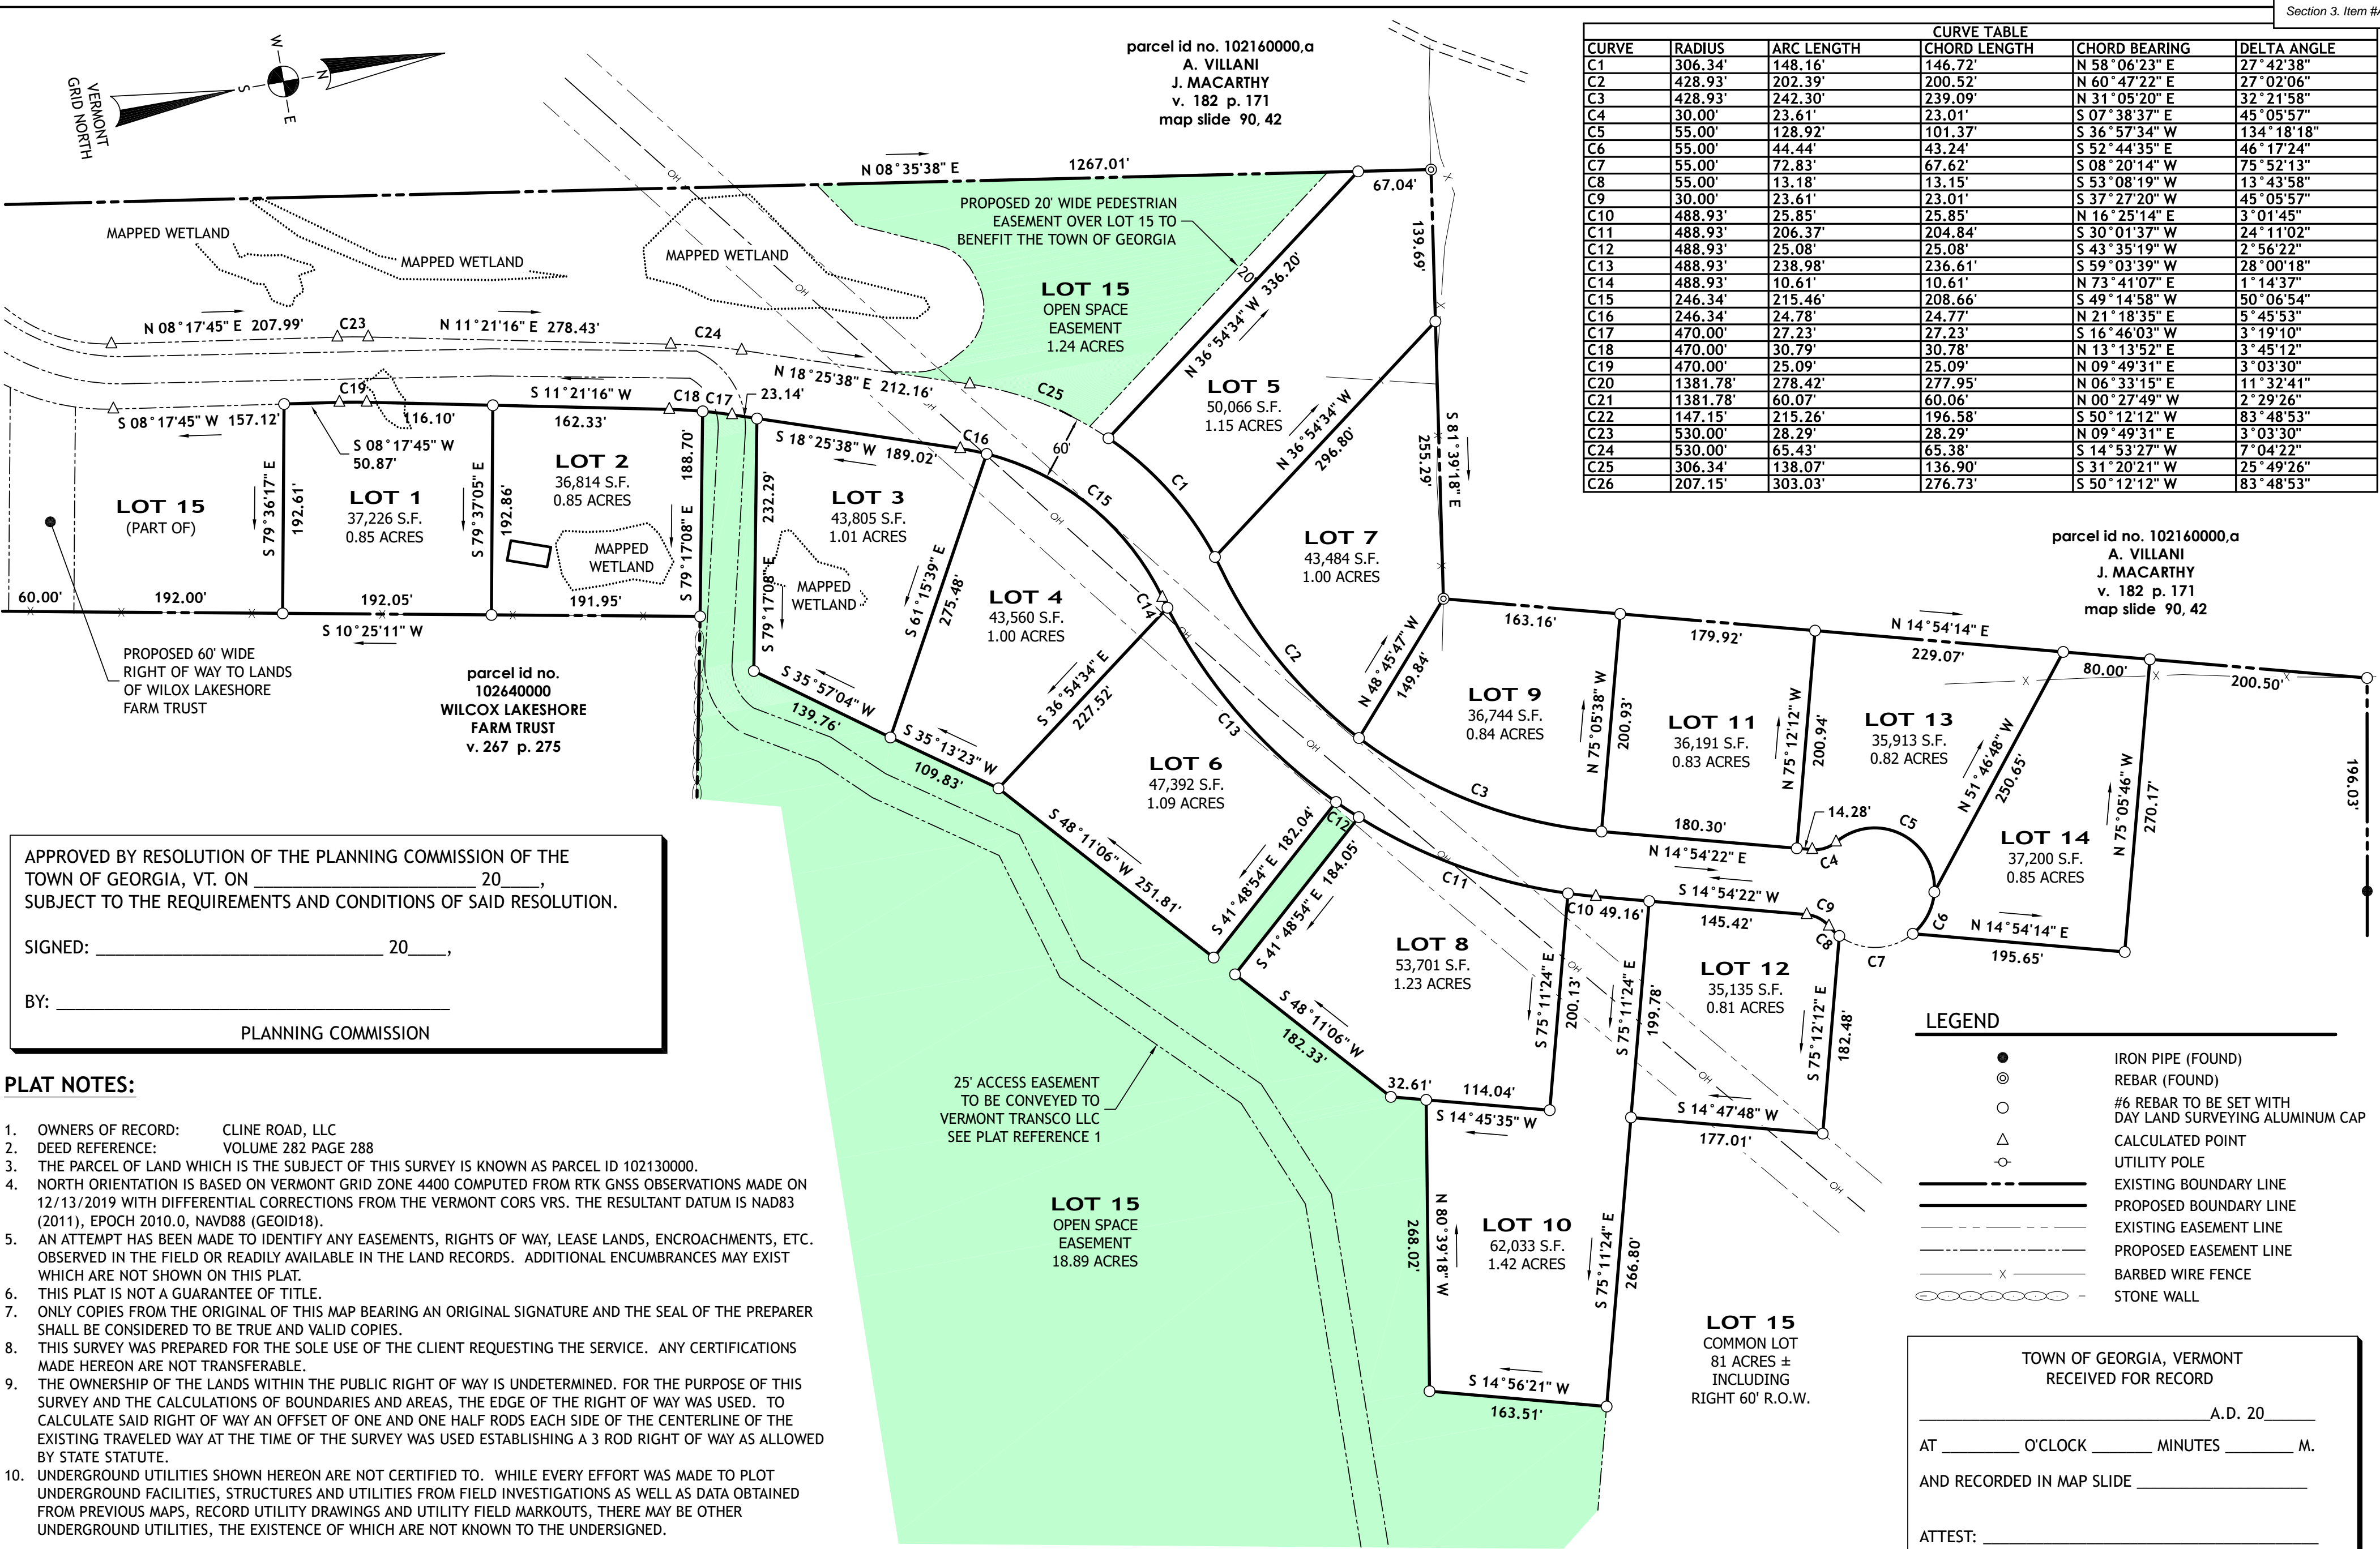 Section 3. Item #A
CURVE TABLE
CURVE RADIUS ARC LENGTH CHORD LENGTH CHORD BEARING DELTA ANGLE
C1 306.34' 148.16' 146.72' N 58°06'23" E 27°42'38"
C2 428.93' 202.39' 200.52' N 60°47'22" E 27°02'06"
C3 428.93' 242.30' 239.09' N 31°05'20" E 32°21'58"
C4 30.00' 23.61' 23.01' S 07°38'37" E 45°05'57"
C5 55.00' 128.92' 101.37' S 36°57'34" W 134°18'18"
C6 55.00' 44.44' 43.24' S 52°44'35" E 46°17'24"
C7 55.00' 72.83' 67.62' S 08°20'14" W 75°52'13"
C8 55.00' 13.18' 13.15' S 53°08'19" W 13°43'58"
C9 30.00' 23.61' 23.01' S 37°27'20" W 45°05'57"
C10 488.93' 25.85' 25.85' N 16°25'14" E 3°01'45"
C11 488.93' 206.37' 204.84' S 30°01'37" W 24°11'02"
C12 488.93' 25.08' 25.08' S 43°35'19" W 2°56'22"
C13 488.93' 238.98' 236.61' S 59°03'39" W 28°00'18"
C14 488.93' 10.61' 10.61' N 73°41'07" E 1°14'37"
C15 246.34' 215.46' 208.66' S 49°14'58" W 50°06'54"
C16 246.34' 24.78' 24.77' N 21°18'35" E 5°45'53"
C17 470.00' 27.23' 27.23' S 16°46'03" W 3°19'10"
C18 470.00' 30.79' 30.78' N 13°13'52" E 3°45'12"
C19 470.00' 25.09' 25.09' N 09°49'31" E 3°03'30"
C20 1381.78' 278.42' 277.95' N 06°33'15" E 11°32'41"
C21 1381.78' 60.07' 60.06' N 00°27'49" W 2°29'26"
C22 147.15' 215.26' 196.58' S 50°12'12" W 83°48'53"
C23 530.00' 28.29' 28.29' N 09°49'31" E 3°03'30"
C24 530.00' 65.43' 65.38' S 14°53'27" W 7°04'22"
C25 306.34' 138.07' 136.90' S 31°20'21" W 25°49'26"
C26 207.15' 303.03' 276.73' S 50°12'12" W 83°48'53"
VERMONT
GRID NORTH
W
N
S
E
parcel id no. 102160000,a
A. VILLANI
J. MACARTHY
v. 182 p. 171
map slide 90, 42
N 08°35'38" E 1267.01'
67.04'
139.69'
PROPOSED 20' WIDE PEDESTRIAN
EASEMENT OVER LOT 15 TO
BENEFIT THE TOWN OF GEORGIA
20'
MAPPED WETLAND
MAPPED WETLAND
MAPPED WETLAND
LOT 15
OPEN SPACE
EASEMENT
1.24 ACRES
N 36°54'34" W 336.20'
N 08°17'45" E 207.99'
C23
N 11°21'16" E 278.43'
C24
N 18°25'38" E 212.16'
C25
60'
LOT 5
50,066 S.F.
1.15 ACRES
N 36°54'34" W
296.80'
S 81°39'18" E
255.29'
S 08°17'45" W 157.12'
C19
116.10'
S 08°17'45" W
50.87'
S 11°21'16" W
162.33'
C18 C17
23.14'
S 18°25'38" W 189.02'
C16
C15
C1
LOT 15
(PART OF)
S 79°36'17" E
192.61'
LOT 1
37,226 S.F.
0.85 ACRES
S 79°37'05" E
192.86'
LOT 2
36,814 S.F.
0.85 ACRES
MAPPED
WETLAND
S 79°17'08" E 188.70'
S 79°17'08" E
232.29'
LOT 3
43,805 S.F.
1.01 ACRES
MAPPED
WETLAND
S 61°15'39" E
275.48'
LOT 4
43,560 S.F.
1.00 ACRES
C14
LOT 7
43,484 S.F.
1.00 ACRES
C2
N 48°45'47" W
149.84'
60.00'
192.00'
192.05'
191.95'
S 10°25'11" W
PROPOSED 60' WIDE
RIGHT OF WAY TO LANDS
OF WILOX LAKESHORE
FARM TRUST
parcel id no.
102640000
WILCOX LAKESHORE
FARM TRUST
v. 267 p. 275
S 35°57'04" W
139.76'
S 35°13'23" W
109.83'
S 36°54'34" E
227.52'
C13
LOT 6
47,392 S.F.
1.09 ACRES
S 48°11'06" W 251.81'
S 41°48'54" E 182.04'
C12
S 41°48'54" E 184.05'
parcel id no. 102160000,a
A. VILLANI
J. MACARTHY
v. 182 p. 171
map slide 90, 42
163.16'
179.92'
N 14°54'14" E
229.07'
80.00'
200.50'
196.03'
LOT 9
36,744 S.F.
0.84 ACRES
N 75°05'38" W
200.93'
LOT 11
36,191 S.F.
0.83 ACRES
N 75°12'12" W
200.94'
LOT 13
35,913 S.F.
0.82 ACRES
N 51°46'48" W
250.65'
LOT 14
37,200 S.F.
0.85 ACRES
N 75°05'46" W
270.17'
C3
180.30'
N 14°54'22" E
14.28'
C4
C5
C6
N 14°54'14" E
195.65'
C11
C10 49.16'
S 14°54'22" W
145.42'
C9
C8
C7
LOT 8
53,701 S.F.
1.23 ACRES
S 75°11'24" E
200.13'
S 75°11'24" E
199.78'
LOT 12
35,135 S.F.
0.81 ACRES
S 75°12'12" E
182.48'
S 48°11'06" W
182.33'
32.61'
114.04'
S 14°45'35" W
S 14°47'48" W
177.01'
OH
OH
OH
OH
OH
OH
OH
OH
OH
OH
25' ACCESS EASEMENT
TO BE CONVEYED TO
VERMONT TRANSCO LLC
SEE PLAT REFERENCE 1
LOT 15
OPEN SPACE
EASEMENT
18.89 ACRES
N 80°39'18" W
268.02'
LOT 10
62,033 S.F.
1.42 ACRES
S 75°11'24" E
266.80'
S 14°56'21" W
163.51'
LOT 15
COMMON LOT
81 ACRES ±
INCLUDING
RIGHT 60' R.O.W.
APPROVED BY RESOLUTION OF THE PLANNING COMMISSION OF THE
TOWN OF GEORGIA, VT. ON ____ 20____,
SUBJECT TO THE REQUIREMENTS AND CONDITIONS OF SAID RESOLUTION.
SIGNED: ____ 20____,
BY: ____
PLANNING COMMISSION
PLAT NOTES:
1. OWNERS OF RECORD: CLINE ROAD, LLC
2. DEED REFERENCE: VOLUME 282 PAGE 288
3. THE PARCEL OF LAND WHICH IS THE SUBJECT OF THIS SURVEY IS KNOWN AS PARCEL ID 102130000.
4. NORTH ORIENTATION IS BASED ON VERMONT GRID ZONE 4400 COMPUTED FROM RTK GNSS OBSERVATIONS MADE ON
12/13/2019 WITH DIFFERENTIAL CORRECTIONS FROM THE VERMONT CORS VRS. THE RESULTANT DATUM IS NAD83
(2011), EPOCH 2010.0, NAVD88 (GEOID18).
5. AN ATTEMPT HAS BEEN MADE TO IDENTIFY ANY EASEMENTS, RIGHTS OF WAY, LEASE LANDS, ENCROACHMENTS, ETC.
OBSERVED IN THE FIELD OR READILY AVAILABLE IN THE LAND RECORDS. ADDITIONAL ENCUMBRANCES MAY EXIST
WHICH ARE NOT SHOWN ON THIS PLAT.
6. THIS PLAT IS NOT A GUARANTEE OF TITLE.
7. ONLY COPIES FROM THE ORIGINAL OF THIS MAP BEARING AN ORIGINAL SIGNATURE AND THE SEAL OF THE PREPARER
SHALL BE CONSIDERED TO BE TRUE AND VALID COPIES.
8. THIS SURVEY WAS PREPARED FOR THE SOLE USE OF THE CLIENT REQUESTING THE SERVICE. ANY CERTIFICATIONS
MADE HEREON ARE NOT TRANSFERABLE.
9. THE OWNERSHIP OF THE LANDS WITHIN THE PUBLIC RIGHT OF WAY IS UNDETERMINED. FOR THE PURPOSE OF THIS
SURVEY AND THE CALCULATIONS OF BOUNDARIES AND AREAS, THE EDGE OF THE RIGHT OF WAY WAS USED. TO
CALCULATE SAID RIGHT OF WAY AN OFFSET OF ONE AND ONE HALF RODS EACH SIDE OF THE CENTERLINE OF THE
EXISTING TRAVELED WAY AT THE TIME OF THE SURVEY WAS USED ESTABLISHING A 3 ROD RIGHT OF WAY AS ALLOWED
BY STATE STATUTE.
10. UNDERGROUND UTILITIES SHOWN HEREON ARE NOT CERTIFIED TO. WHILE EVERY EFFORT WAS MADE TO PLOT
UNDERGROUND FACILITIES, STRUCTURES AND UTILITIES FROM FIELD INVESTIGATIONS AS WELL AS DATA OBTAINED
FROM PREVIOUS MAPS, RECORD UTILITY DRAWINGS AND UTILITY FIELD MARKOUTS, THERE MAY BE OTHER
UNDERGROUND UTILITIES, THE EXISTENCE OF WHICH ARE NOT KNOWN TO THE UNDERSIGNED.
LEGEND
IRON PIPE (FOUND)
REBAR (FOUND)
#6 REBAR TO BE SET WITH
DAY LAND SURVEYING ALUMINUM CAP
CALCULATED POINT
UTILITY POLE
EXISTING BOUNDARY LINE
PROPOSED BOUNDARY LINE
EXISTING EASEMENT LINE
PROPOSED EASEMENT LINE
BARBED WIRE FENCE
STONE WALL
TOWN OF GEORGIA, VERMONT
RECEIVED FOR RECORD
____A.D. 20____
AT ____ O'CLOCK ____ MINUTES ____ M.
AND RECORDED IN MAP SLIDE ____
ATTEST: ____